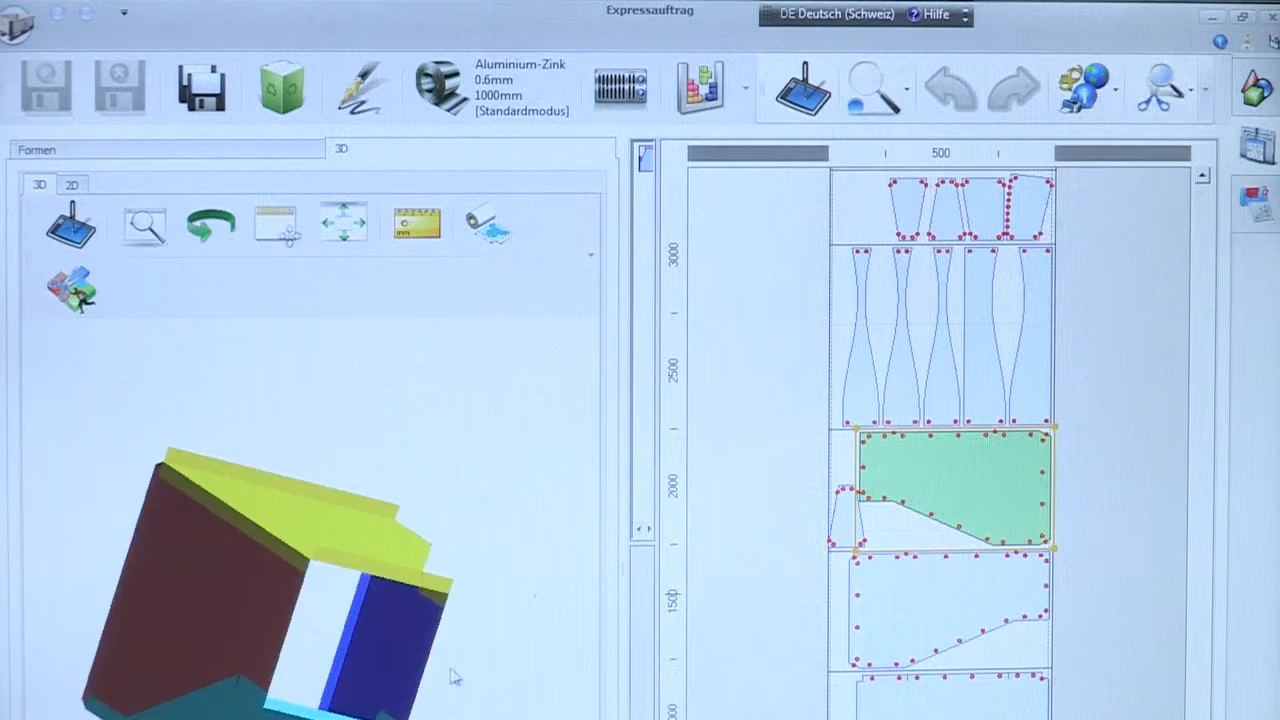 Expressauftrag
DE Deutsch (Schweiz)
Hilfe
Aluminium-Zink
0.6mm
1000mm
[Standardmodus]
Formen
3D
3D
2D
mm
500
3000
2500
2000
1500